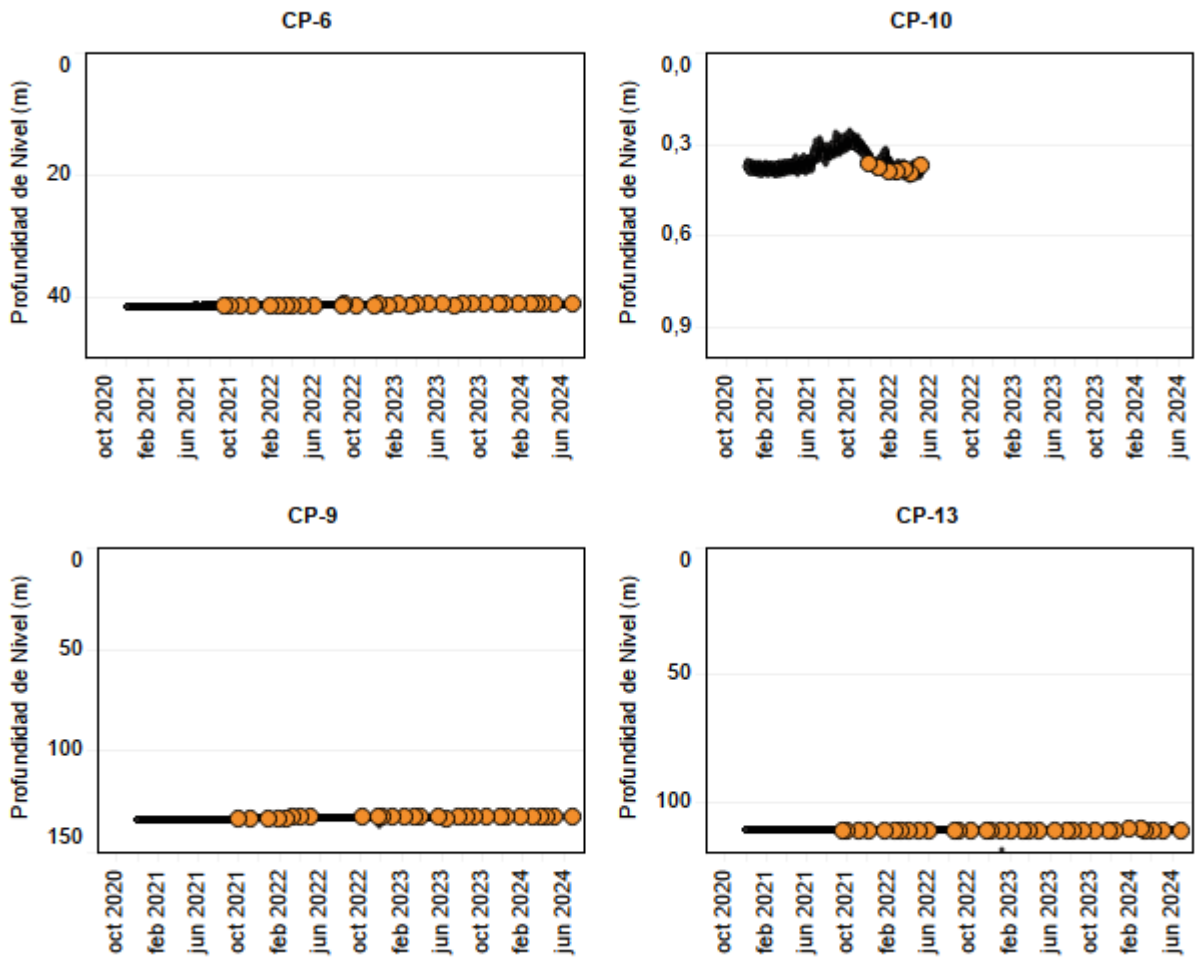 CP-6
Profundidad de Nivel (m)
0
20
40
oct 2020
feb 2021
jun 2021
oct 2021
feb 2022
jun 2022
oct 2022
feb 2023
jun 2023
oct 2023
feb 2024
jun 2024
CP-10
Profundidad de Nivel (m)
0,0
0,3
0,6
0,9
oct 2020
feb 2021
jun 2021
oct 2021
feb 2022
jun 2022
oct 2022
feb 2023
jun 2023
oct 2023
feb 2024
jun 2024
CP-9
Profundidad de Nivel (m)
0
50
100
150
oct 2020
feb 2021
jun 2021
oct 2021
feb 2022
jun 2022
oct 2022
feb 2023
jun 2023
oct 2023
feb 2024
jun 2024
CP-13
Profundidad de Nivel (m)
0
50
100
oct 2020
feb 2021
jun 2021
oct 2021
feb 2022
jun 2022
oct 2022
feb 2023
jun 2023
oct 2023
feb 2024
jun 2024